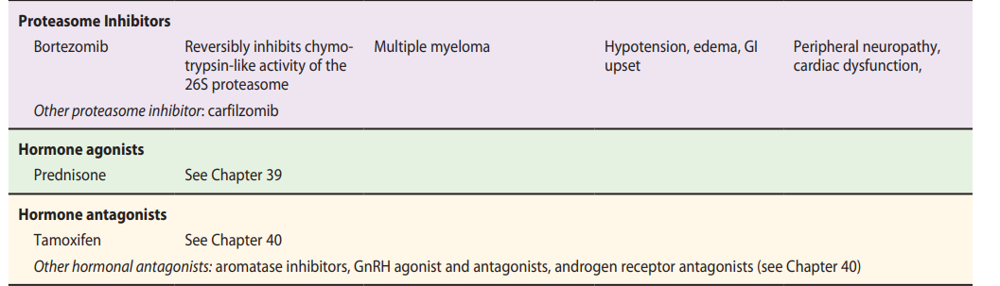 Proteasome Inhibitors
Bortezomib
Reversibly inhibits chymo-
trypsin-like activity of the
26S proteasome
Multiple myeloma
Hypotension, edema, GI
upset
Peripheral neuropathy,
cardiac dysfunction,
Other proteasome inhibitor: carfilzomib
Hormone agonists
Prednisone
See Chapter 39
Hormone antagonists
Tamoxifen
See Chapter 40
Other hormonal antagonists: aromatase inhibitors, GnRH agonist and antagonists, androgen receptor antagonists (see Chapter 40)